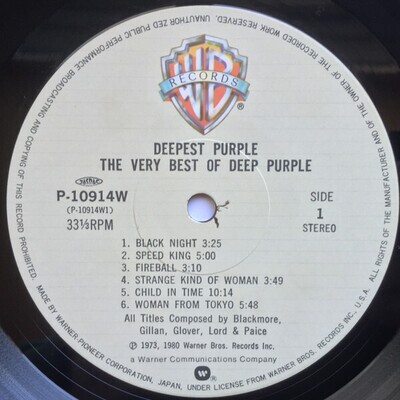 UNAUTHORIZED PUBLIC PERFORMANCE BROADCASTING AND COPYING OF THIS RECORD PROHIBITED.
ALL RIGHTS OF THE MANUFACTURER AND OF THE OWNER OF THE RECORDED WORK RESERVED.
WB
RECORDS
DEEPEST PURPLE
THE VERY BEST OF DEEP PURPLE
P-10914W
(P-10914W1)
33⅓RPM
SIDE
1
STEREO
1. BLACK NIGHT 3:25
2. SPEED KING 5:00
3. FIREBALL 3:10
4. STRANGE KIND OF WOMAN 3:49
5. CHILD IN TIME 10:14
6. WOMAN FROM TOKYO 5:48
All Titles Composed by Blackmore,
Gillan, Glover, Lord & Paice
Ⓟ 1973, 1980 Warner Bros. Records Inc.
a Warner Communications Company
MADE BY WARNER-PIONEER CORPORATION, JAPAN, UNDER LICENSE FROM WARNER BROS. RECORDS INC. U.S.A.